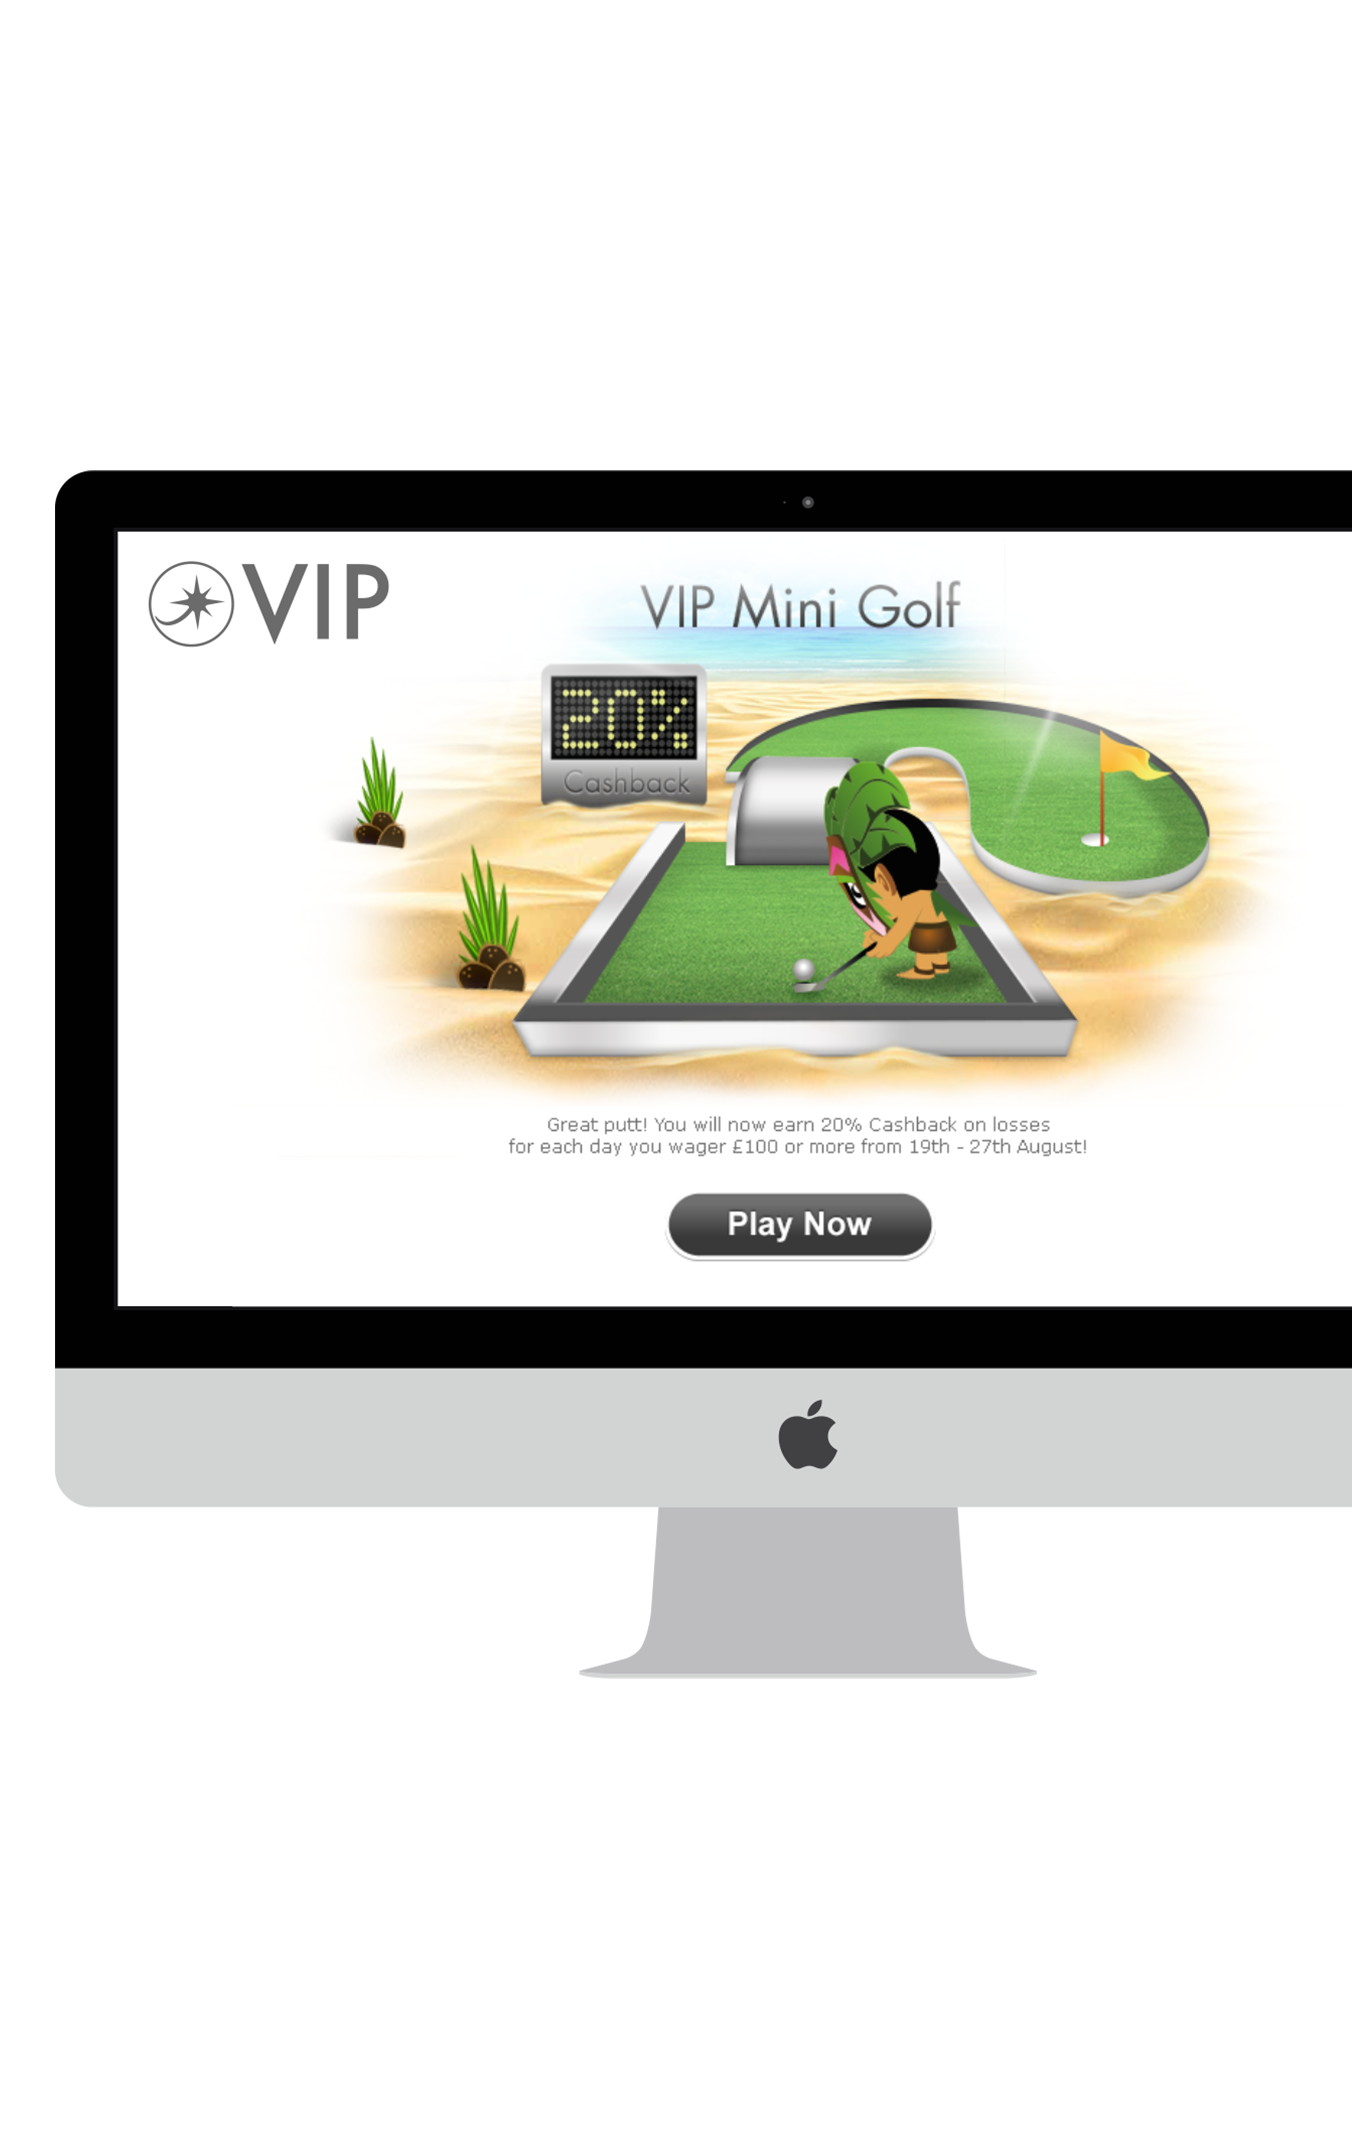 VIP
VIP Mini Golf
20%
Cashback
Great putt! You will now earn 20% Cashback on losses
for each day you wager £100 or more from 19th - 27th August!
Play Now